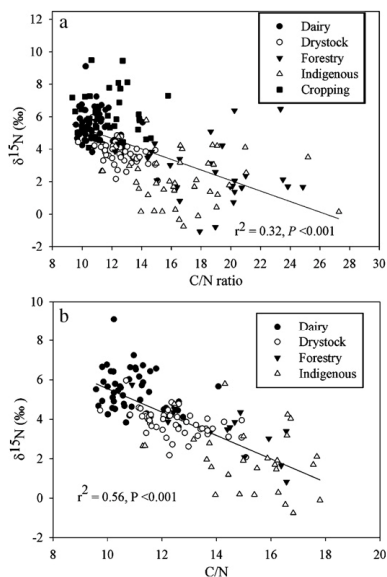 a
Dairy
Drystock
Forestry
Indigenous
Cropping
12
10
8
6
4
2
0
-2
δ15N (‰)
r2 = 0.32, P <0.001
8 10 12 14 16 18 20 22 24 26 28
C/N ratio
b
Dairy
Drystock
Forestry
Indigenous
10
8
6
4
2
0
-2
δ15N (‰)
r2 = 0.56, P <0.001
8 10 12 14 16 18 20
C/N